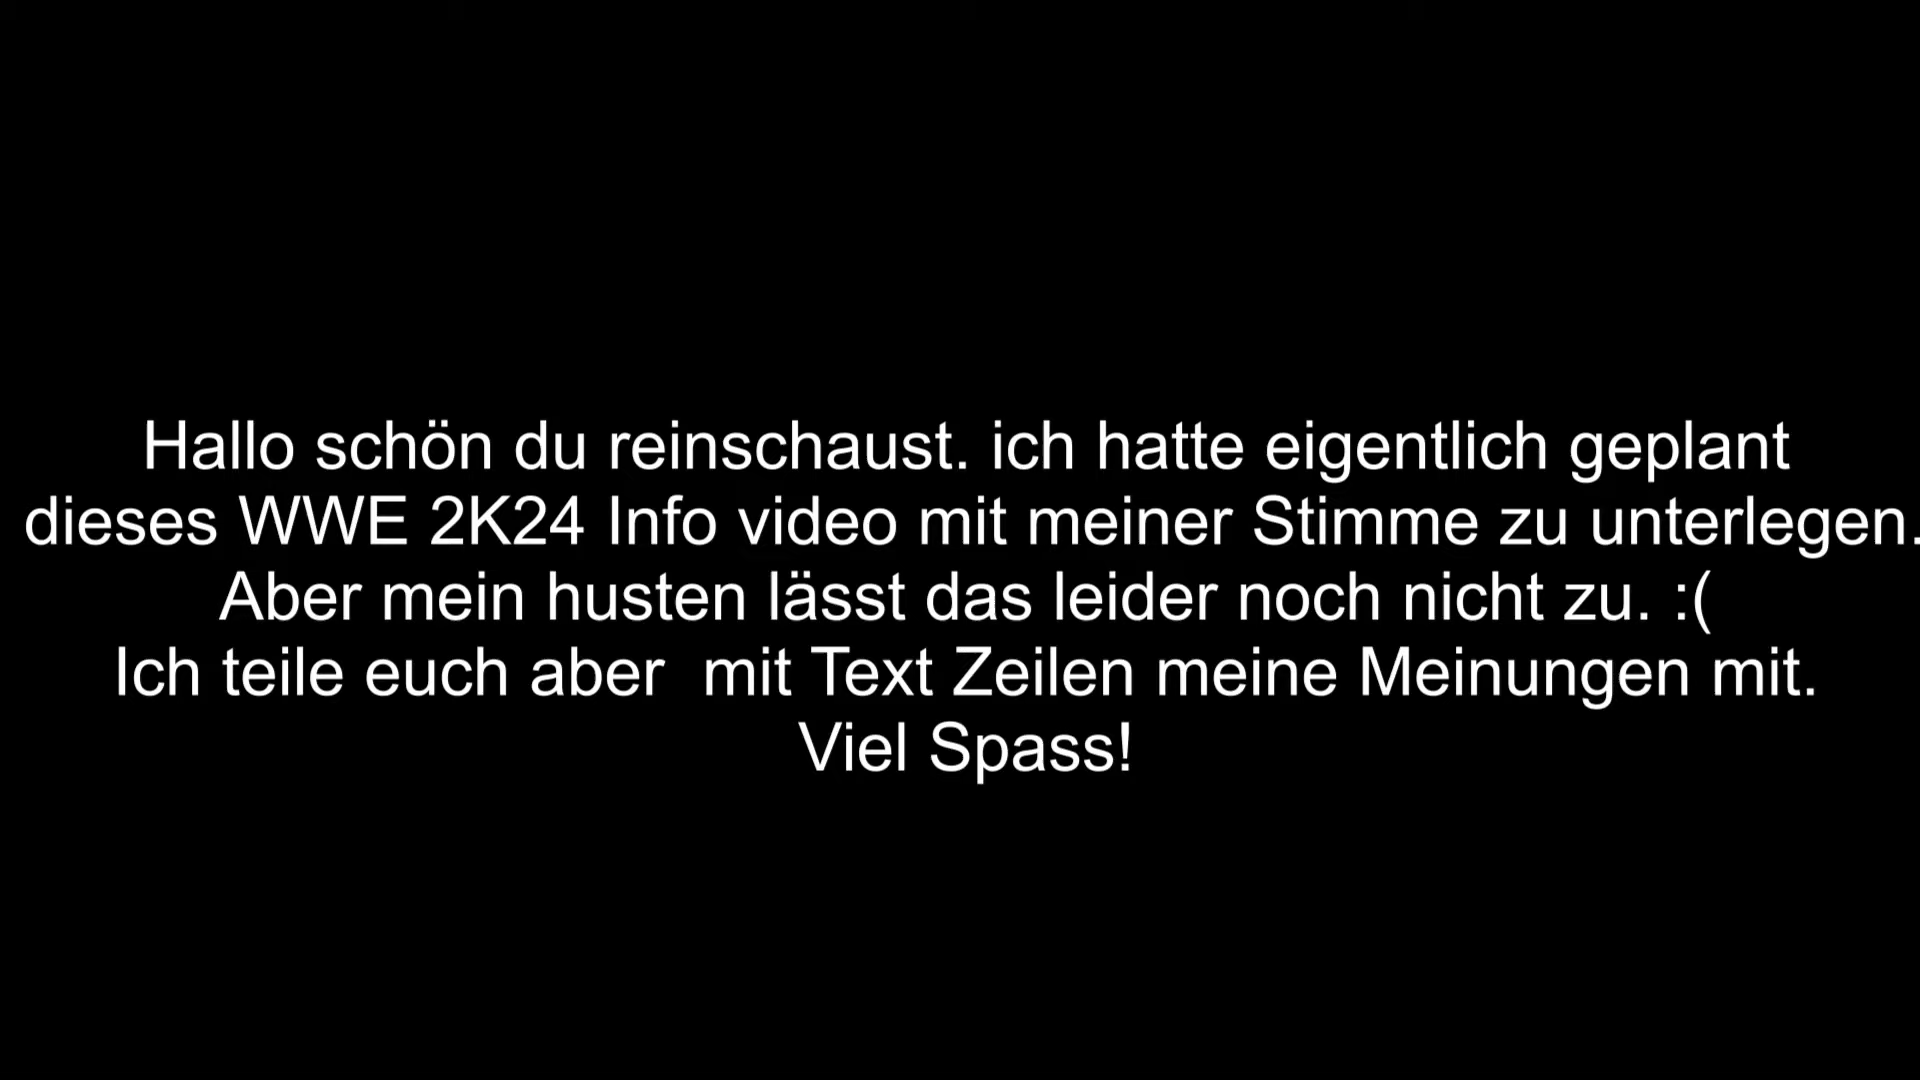 Hallo schön du reinschaust. ich hatte eigentlich geplant
dieses WWE 2K24 Info video mit meiner Stimme zu unterlegen.
Aber mein husten lässt das leider noch nicht zu. :(
Ich teile euch aber  mit Text Zeilen meine Meinungen mit.
Viel Spass!